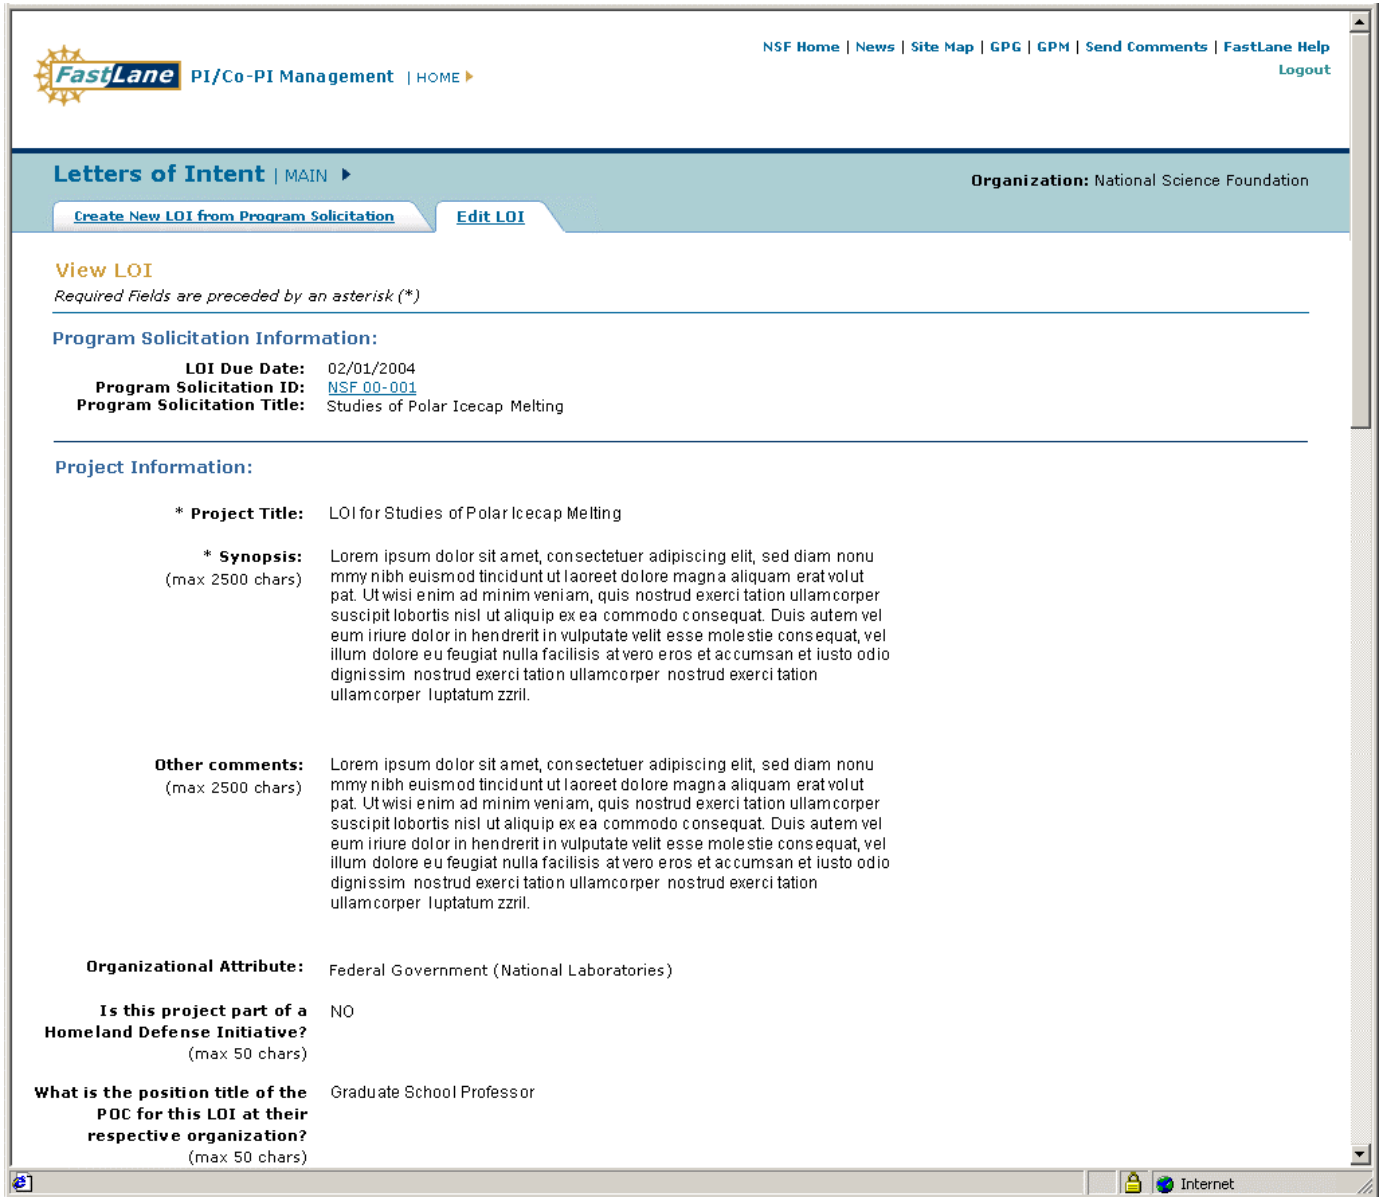 NSF Home | News | Site Map | GPG | GPM | Send Comments | FastLane Help
Logout
FastLane PI/Co-PI Management | HOME
Letters of Intent | MAIN
Organization: National Science Foundation
Create New LOI from Program Solicitation
Edit LOI
View LOI
Required Fields are preceded by an asterisk (*)
Program Solicitation Information:
LOI Due Date: 02/01/2004
Program Solicitation ID: NSF 00-001
Program Solicitation Title: Studies of Polar Icecap Melting
Project Information:
* Project Title: LOI for Studies of Polar Icecap Melting
* Synopsis:
(max 2500 chars)
Lorem ipsum dolor sit amet, consectetuer adipiscing elit, sed diam nonu
mmy nibh euismod tincidunt ut laoreet dolore magna aliquam erat volut
pat. Ut wisi enim ad minim veniam, quis nostrud exerci tation ullamcorper
suscipit lobortis nisl ut aliquip ex ea commodo consequat. Duis autem vel
eum iriure dolor in hendrerit in vulputate velit esse molestie consequat, vel
illum dolore eu feugiat nulla facilisis at vero eros et accumsan et iusto odio
dignissim nostrud exerci tation ullamcorper nostrud exerci tation
ullamcorper luptatum zzril.
Other comments:
(max 2500 chars)
Lorem ipsum dolor sit amet, consectetuer adipiscing elit, sed diam nonu
mmy nibh euismod tincidunt ut laoreet dolore magna aliquam erat volut
pat. Ut wisi enim ad minim veniam, quis nostrud exerci tation ullamcorper
suscipit lobortis nisl ut aliquip ex ea commodo consequat. Duis autem vel
eum iriure dolor in hendrerit in vulputate velit esse molestie consequat, vel
illum dolore eu feugiat nulla facilisis at vero eros et accumsan et iusto odio
dignissim nostrud exerci tation ullamcorper nostrud exerci tation
ullamcorper luptatum zzril.
Organizational Attribute: Federal Government (National Laboratories)
Is this project part of a
Homeland Defense Initiative?
(max 50 chars)
NO
What is the position title of the
POC for this LOI at their
respective organization?
(max 50 chars)
Graduate School Professor
Internet